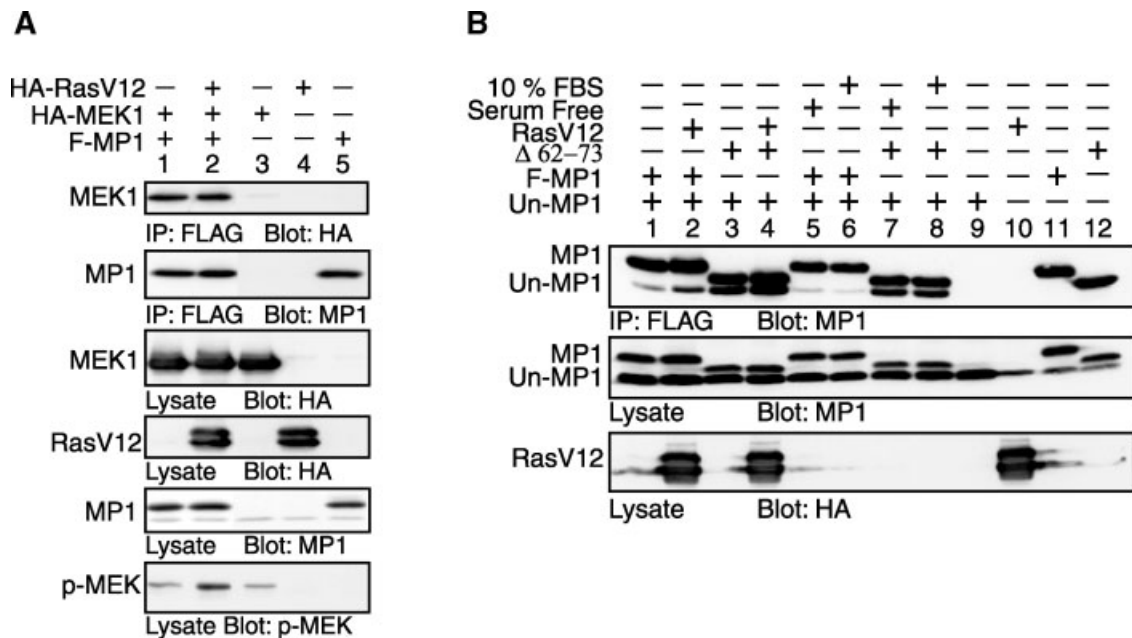 A
HA-RasV12 − + − + −
HA-MEK1 + + + − −
F-MP1 + + − − +
1 2 3 4 5
MEK1
IP: FLAG Blot: HA
MP1
IP: FLAG Blot: MP1
MEK1
Lysate Blot: HA
RasV12
Lysate Blot: HA
MP1
Lysate Blot: MP1
p-MEK
Lysate Blot: p-MEK
B
10 % FBS − − − − − + − + − − − −
Serum Free − − − − + − + − − − − −
RasV12 − + − + − − − − − + − −
Δ 62−73 − − + + − − + + − − − +
F-MP1 + + − − + + − − − − + −
Un-MP1 + + + + + + + + + − − −
1 2 3 4 5 6 7 8 9 10 11 12
MP1
Un-MP1
IP: FLAG Blot: MP1
MP1
Un-MP1
Lysate Blot: MP1
RasV12
Lysate Blot: HA